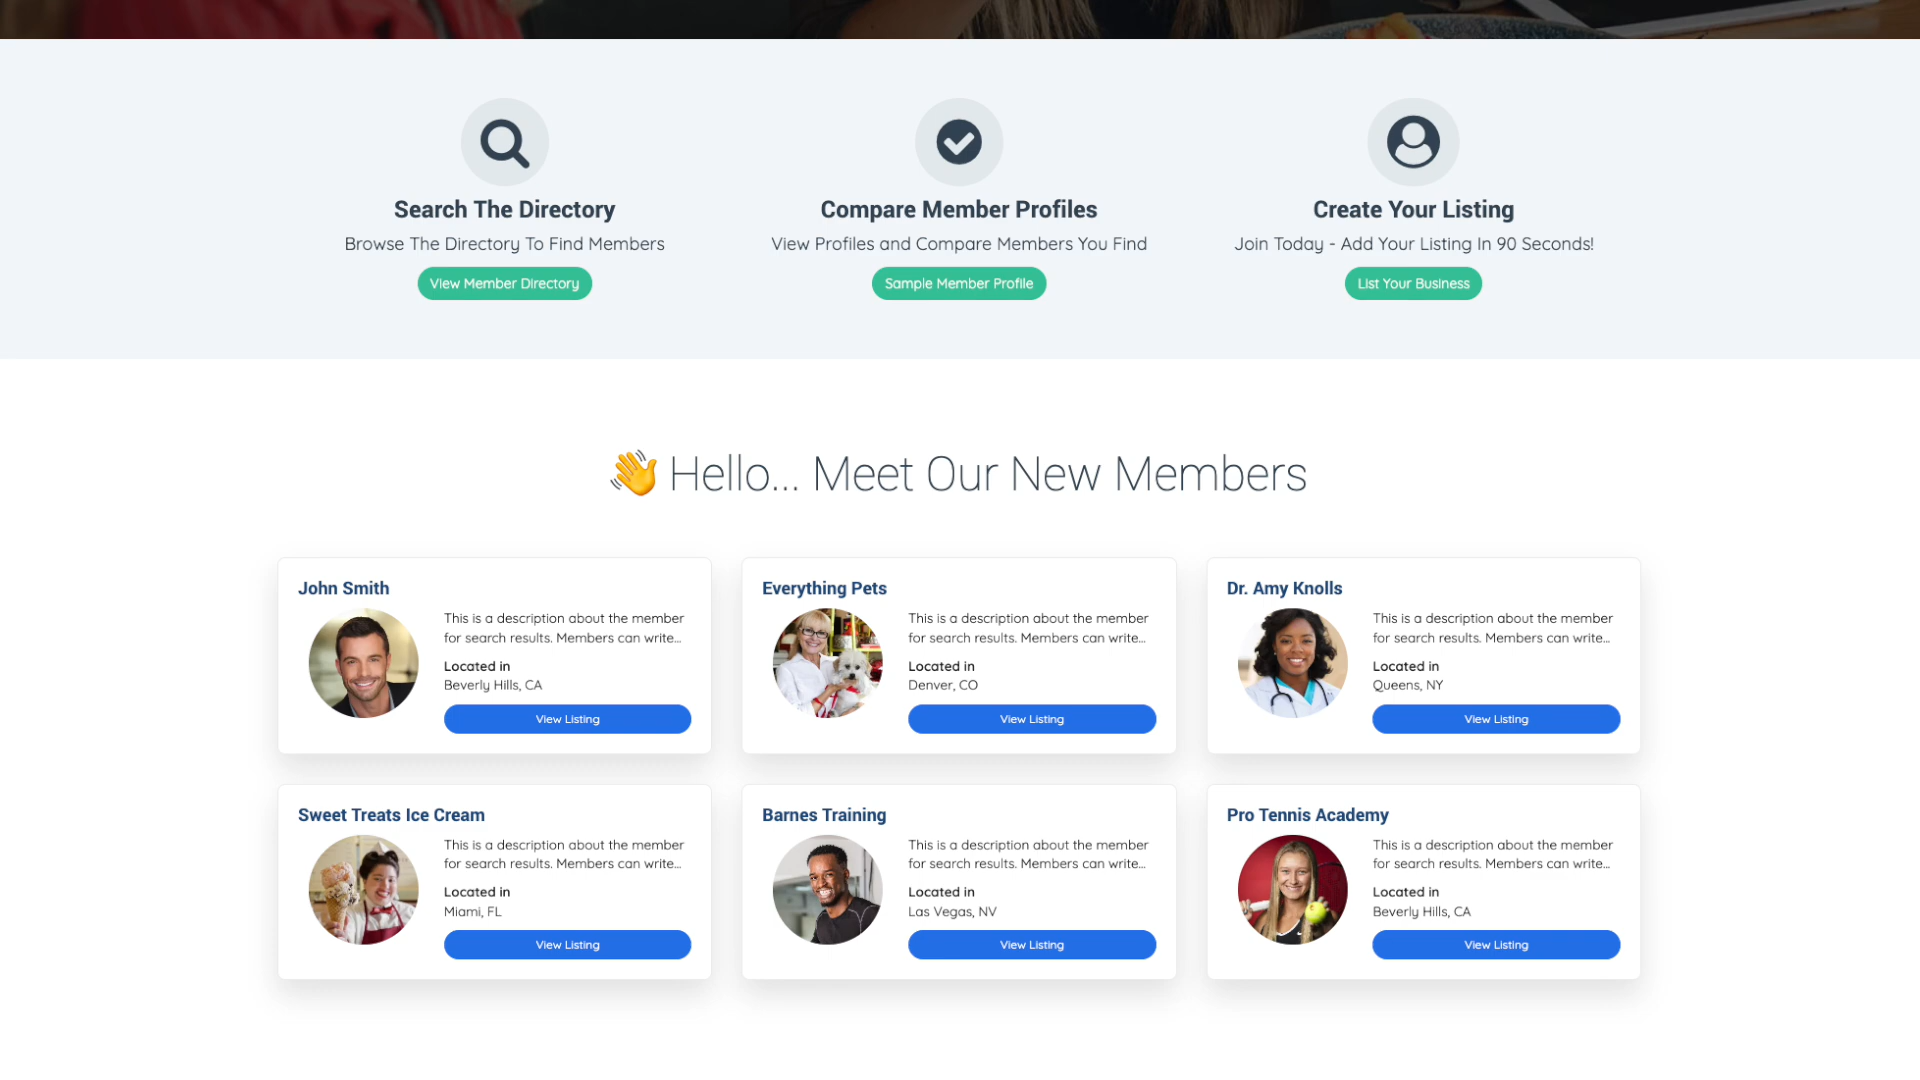 Search The Directory
Browse The Directory To Find Members
View Member Directory
Compare Member Profiles
View Profiles and Compare Members You Find
Sample Member Profile
Create Your Listing
Join Today - Add Your Listing In 90 Seconds!
List Your Business
👋 Hello... Meet Our New Members
John Smith
This is a description about the member
for search results. Members can write...
Located in
Beverly Hills, CA
View Listing
Everything Pets
This is a description about the member
for search results. Members can write...
Located in
Denver, CO
View Listing
Dr. Amy Knolls
This is a description about the member
for search results. Members can write...
Located in
Queens, NY
View Listing
Sweet Treats Ice Cream
This is a description about the member
for search results. Members can write...
Located in
Miami, FL
View Listing
Barnes Training
This is a description about the member
for search results. Members can write...
Located in
Las Vegas, NV
View Listing
Pro Tennis Academy
This is a description about the member
for search results. Members can write...
Located in
Beverly Hills, CA
View Listing